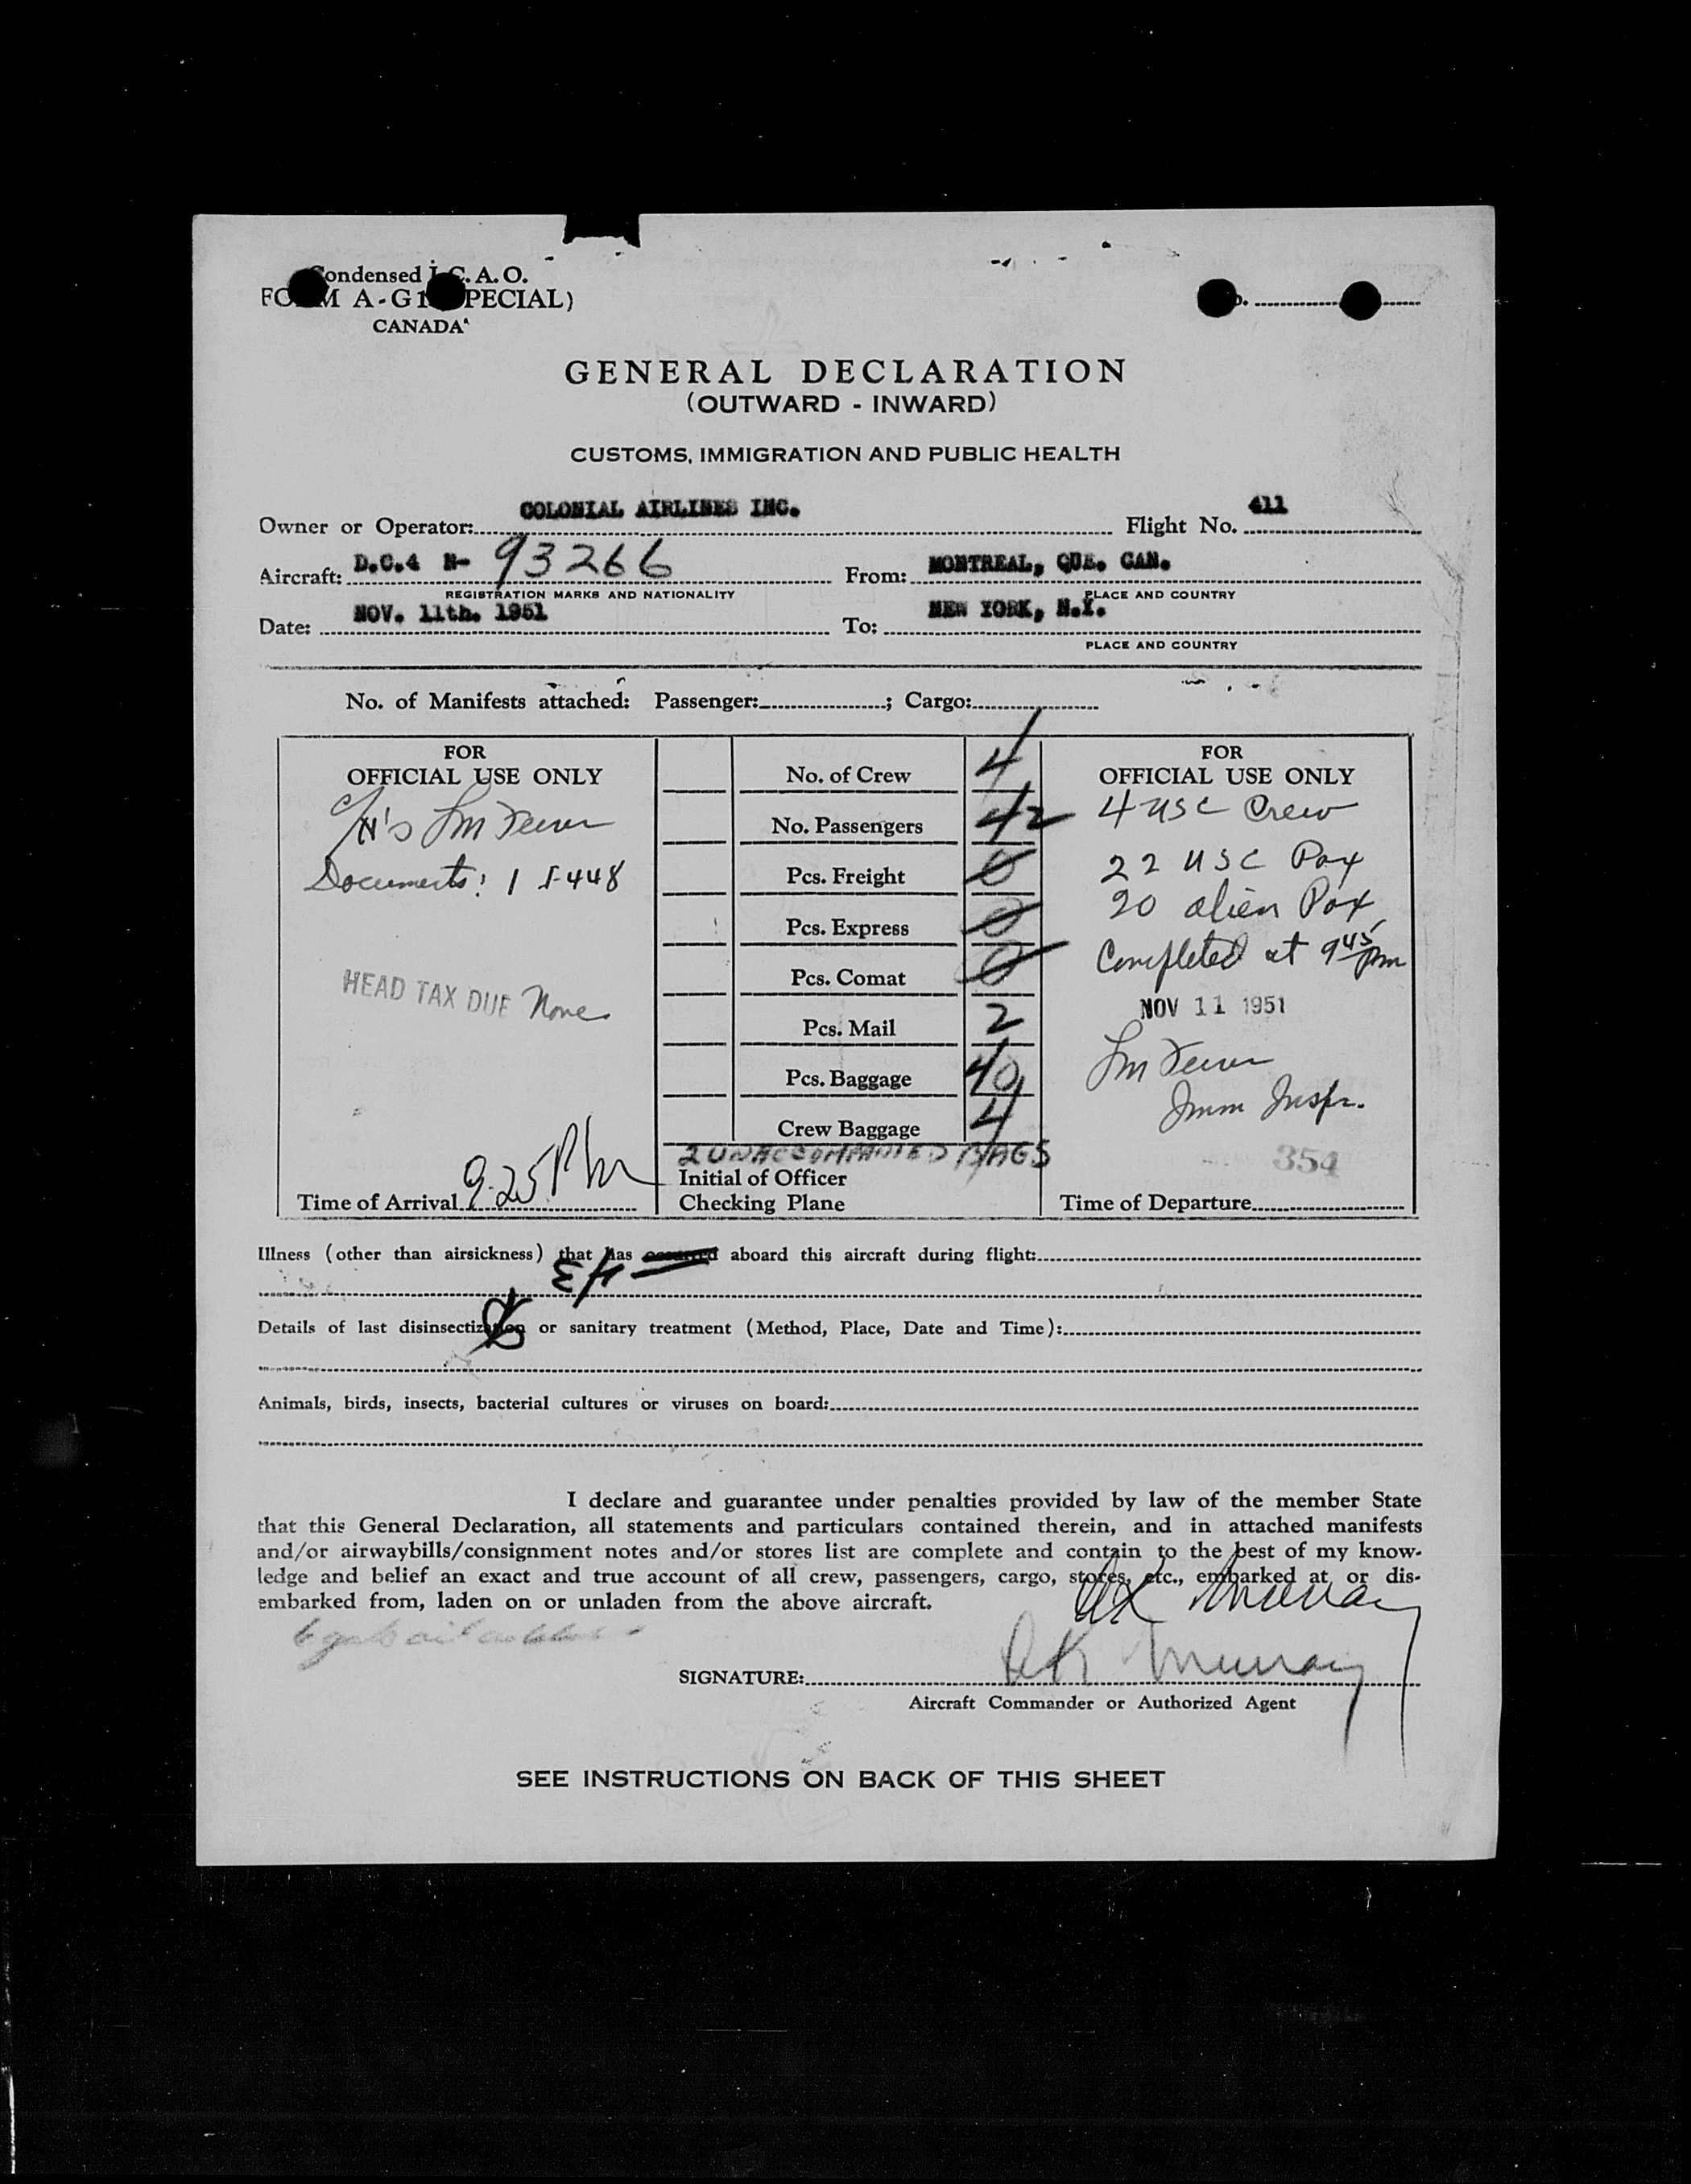 Condensed I.C.A.O.
FORM A-G1 (SPECIAL)
CANADA
No.
GENERAL DECLARATION
(OUTWARD - INWARD)
CUSTOMS, IMMIGRATION AND PUBLIC HEALTH
Owner or Operator: COLONIAL AIRLINES INC. Flight No. 411
Aircraft: D.C.4 N- 93266 From: MONTREAL, QUE. CAN.
REGISTRATION MARKS AND NATIONALITY PLACE AND COUNTRY
Date: NOV. 11th. 1951 To: NEW YORK, N.Y.
PLACE AND COUNTRY
No. of Manifests attached: Passenger: ; Cargo:
FOR
OFFICIAL USE ONLY
Documents: 1 I-448
HEAD TAX DUE None
Time of Arrival 9:25 PM
No. of Crew 4
No. Passengers 42
Pcs. Freight 0
Pcs. Express 0
Pcs. Comat 0
Pcs. Mail 2
Pcs. Baggage 40
Crew Baggage 4
2 UNACCOMPANIED BAGS
Initial of Officer
Checking Plane
FOR
OFFICIAL USE ONLY
4 USC Crew
22 USC Pax
20 alien Pax
Completed at 9 45 pm
NOV 11 1951
Imm Inspr.
354
Time of Departure
Illness (other than airsickness) that has occurred aboard this aircraft during flight:
Details of last disinsectization or sanitary treatment (Method, Place, Date and Time):
Animals, birds, insects, bacterial cultures or viruses on board:
I declare and guarantee under penalties provided by law of the member State
that this General Declaration, all statements and particulars contained therein, and in attached manifests
and/or airwaybills/consignment notes and/or stores list are complete and contain to the best of my know-
ledge and belief an exact and true account of all crew, passengers, cargo, stores, etc., embarked at or dis-
embarked from, laden on or unladen from the above aircraft.
Murray
SIGNATURE: Murray
Aircraft Commander or Authorized Agent
SEE INSTRUCTIONS ON BACK OF THIS SHEET